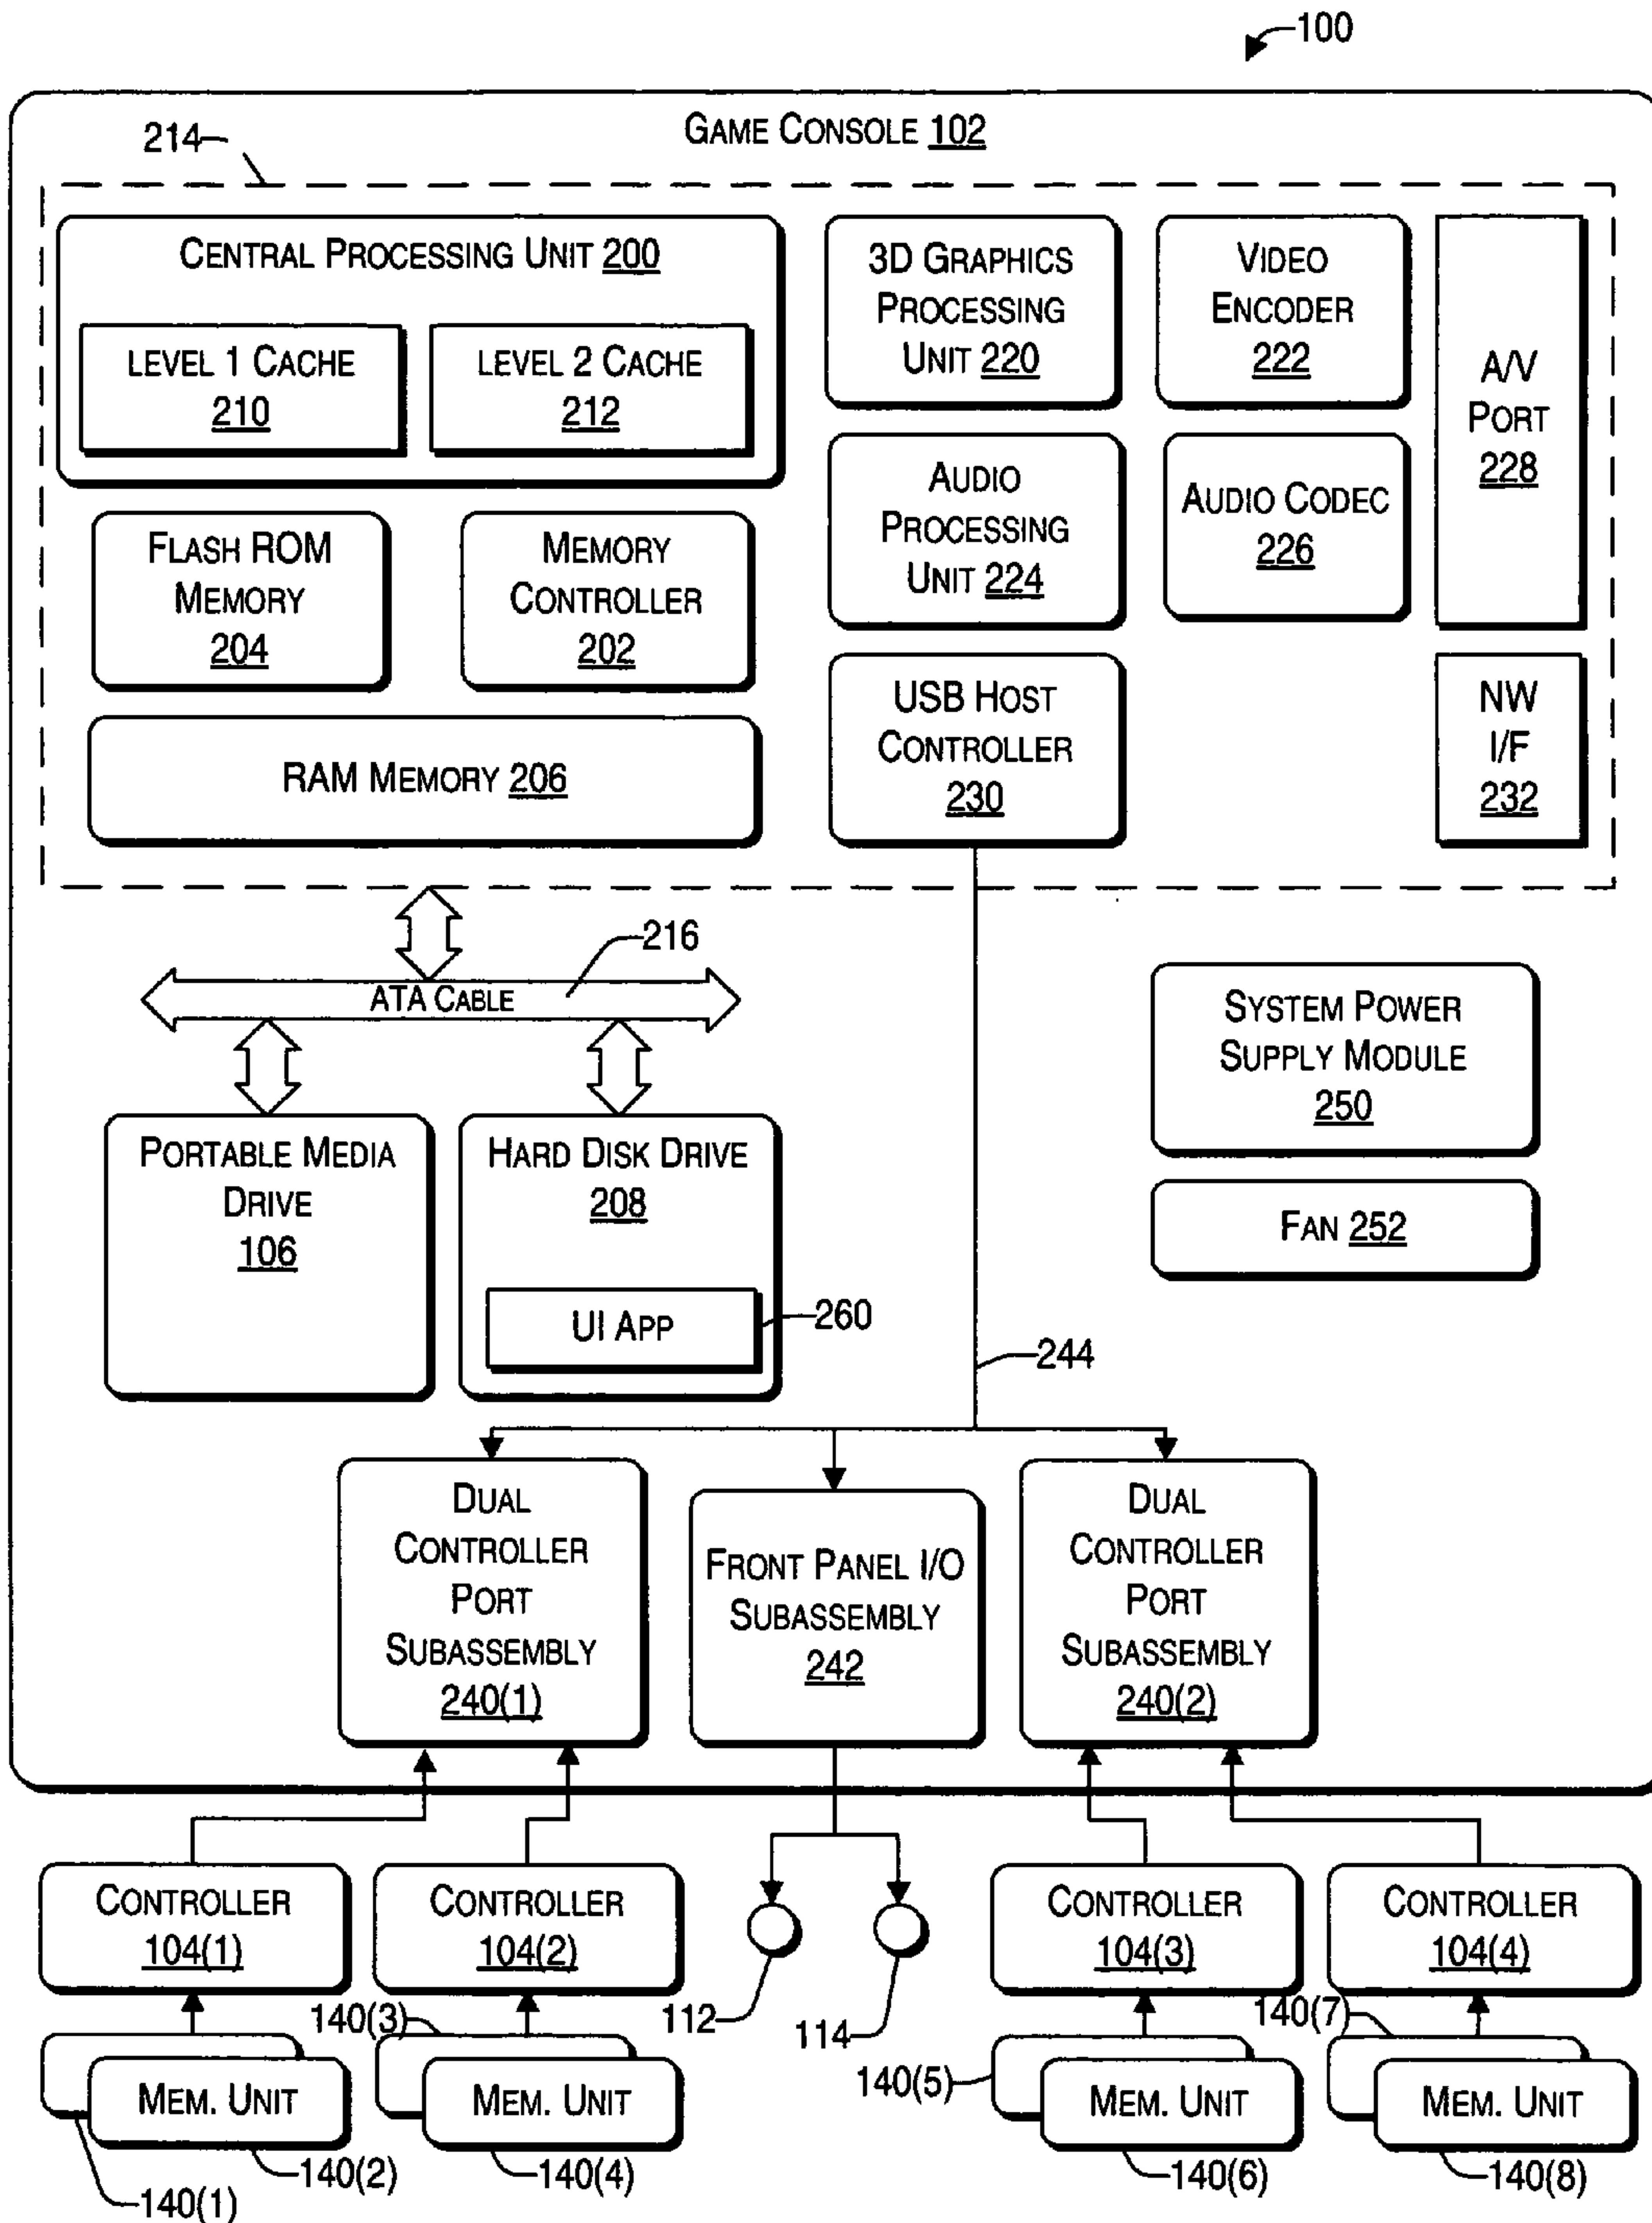 100
GAME CONSOLE 102
214
CENTRAL PROCESSING UNIT 200
LEVEL 1 CACHE
210
LEVEL 2 CACHE
212
3D GRAPHICS
PROCESSING
UNIT 220
VIDEO
ENCODER
222
A/V
PORT
228
FLASH ROM
MEMORY
204
MEMORY
CONTROLLER
202
AUDIO
PROCESSING
UNIT 224
AUDIO CODEC
226
RAM MEMORY 206
USB HOST
CONTROLLER
230
NW
I/F
232
216
ATA CABLE
SYSTEM POWER
SUPPLY MODULE
250
PORTABLE MEDIA
DRIVE
106
HARD DISK DRIVE
208
UI APP
260
FAN 252
244
DUAL
CONTROLLER
PORT
SUBASSEMBLY
240(1)
FRONT PANEL I/O
SUBASSEMBLY
242
DUAL
CONTROLLER
PORT
SUBASSEMBLY
240(2)
CONTROLLER
104(1)
CONTROLLER
104(2)
112
114
CONTROLLER
104(3)
CONTROLLER
104(4)
140(3)
140(7)
140(5)
MEM. UNIT
MEM. UNIT
MEM. UNIT
MEM. UNIT
140(1)
140(2)
140(4)
140(6)
140(8)